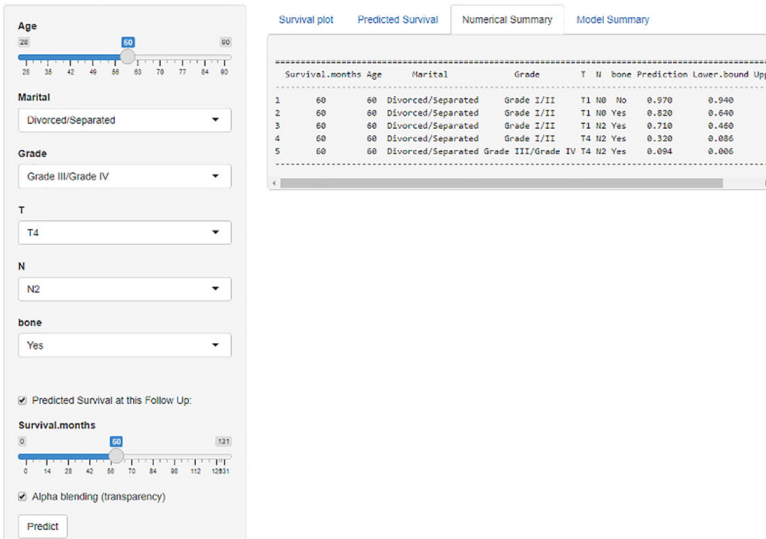 Age
28 60 90
28 35 42 49 56 63 70 77 84 90
Marital
Divorced/Separated
Grade
Grade III/Grade IV
T
T4
N
N2
bone
Yes
Predicted Survival at this Follow Up:
Survival.months
0 60 131
0 14 28 42 56 70 84 98 112 126 131
Alpha blending (transparency)
Predict
Survival plot Predicted Survival Numerical Summary Model Summary
Survival.months Age Marital Grade T N bone Prediction Lower.bound Upp
1 60 60 Divorced/Separated Grade I/II T1 N0 No 0.970 0.940
2 60 60 Divorced/Separated Grade I/II T1 N0 Yes 0.820 0.640
3 60 60 Divorced/Separated Grade I/II T1 N2 Yes 0.710 0.460
4 60 60 Divorced/Separated Grade I/II T4 N2 Yes 0.320 0.086
5 60 60 Divorced/Separated Grade III/Grade IV T4 N2 Yes 0.094 0.006